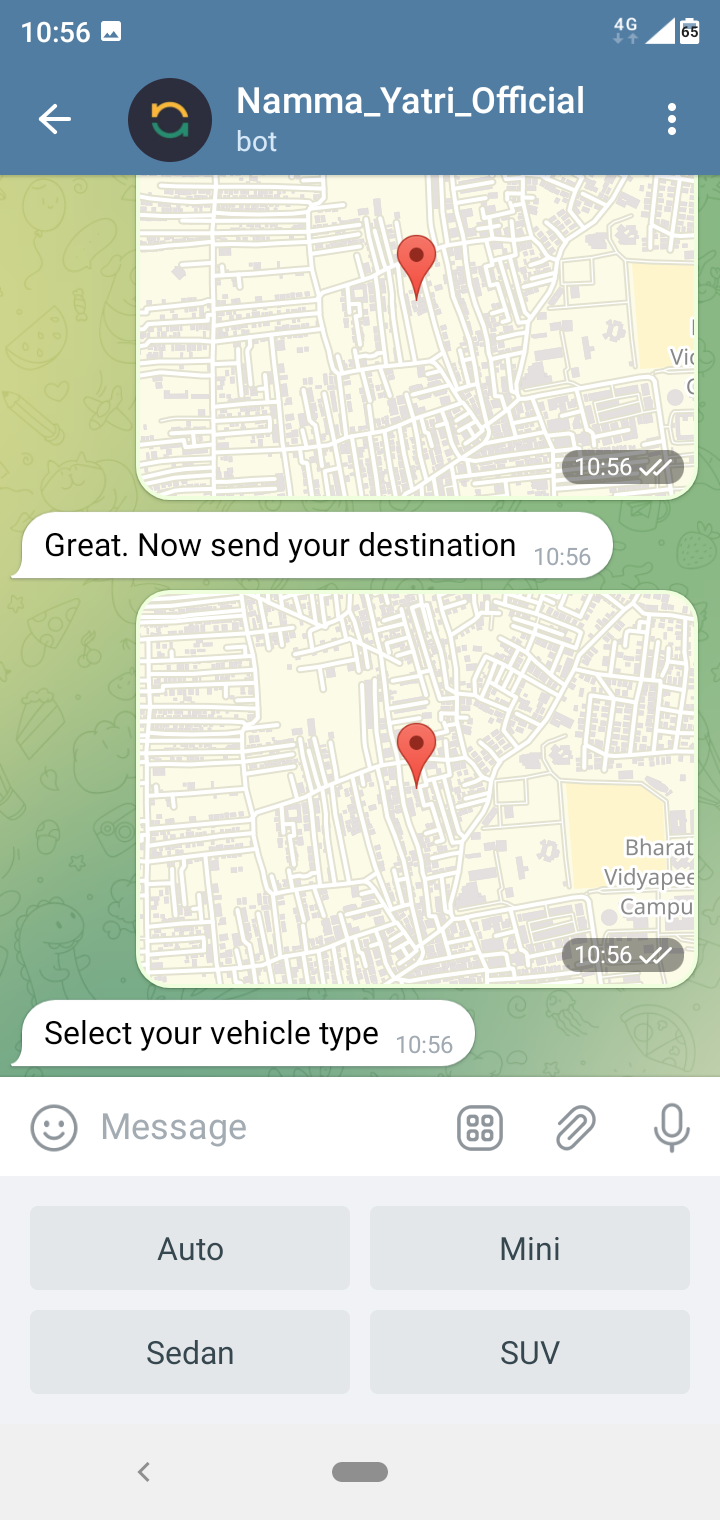 10:56
4G
65
Namma_Yatri_Official
bot
Vid
C
10:56
Great. Now send your destination 10:56
Bharat
Vidyapee
Campu
10:56
Select your vehicle type 10:56
Message
Auto Mini
Sedan SUV